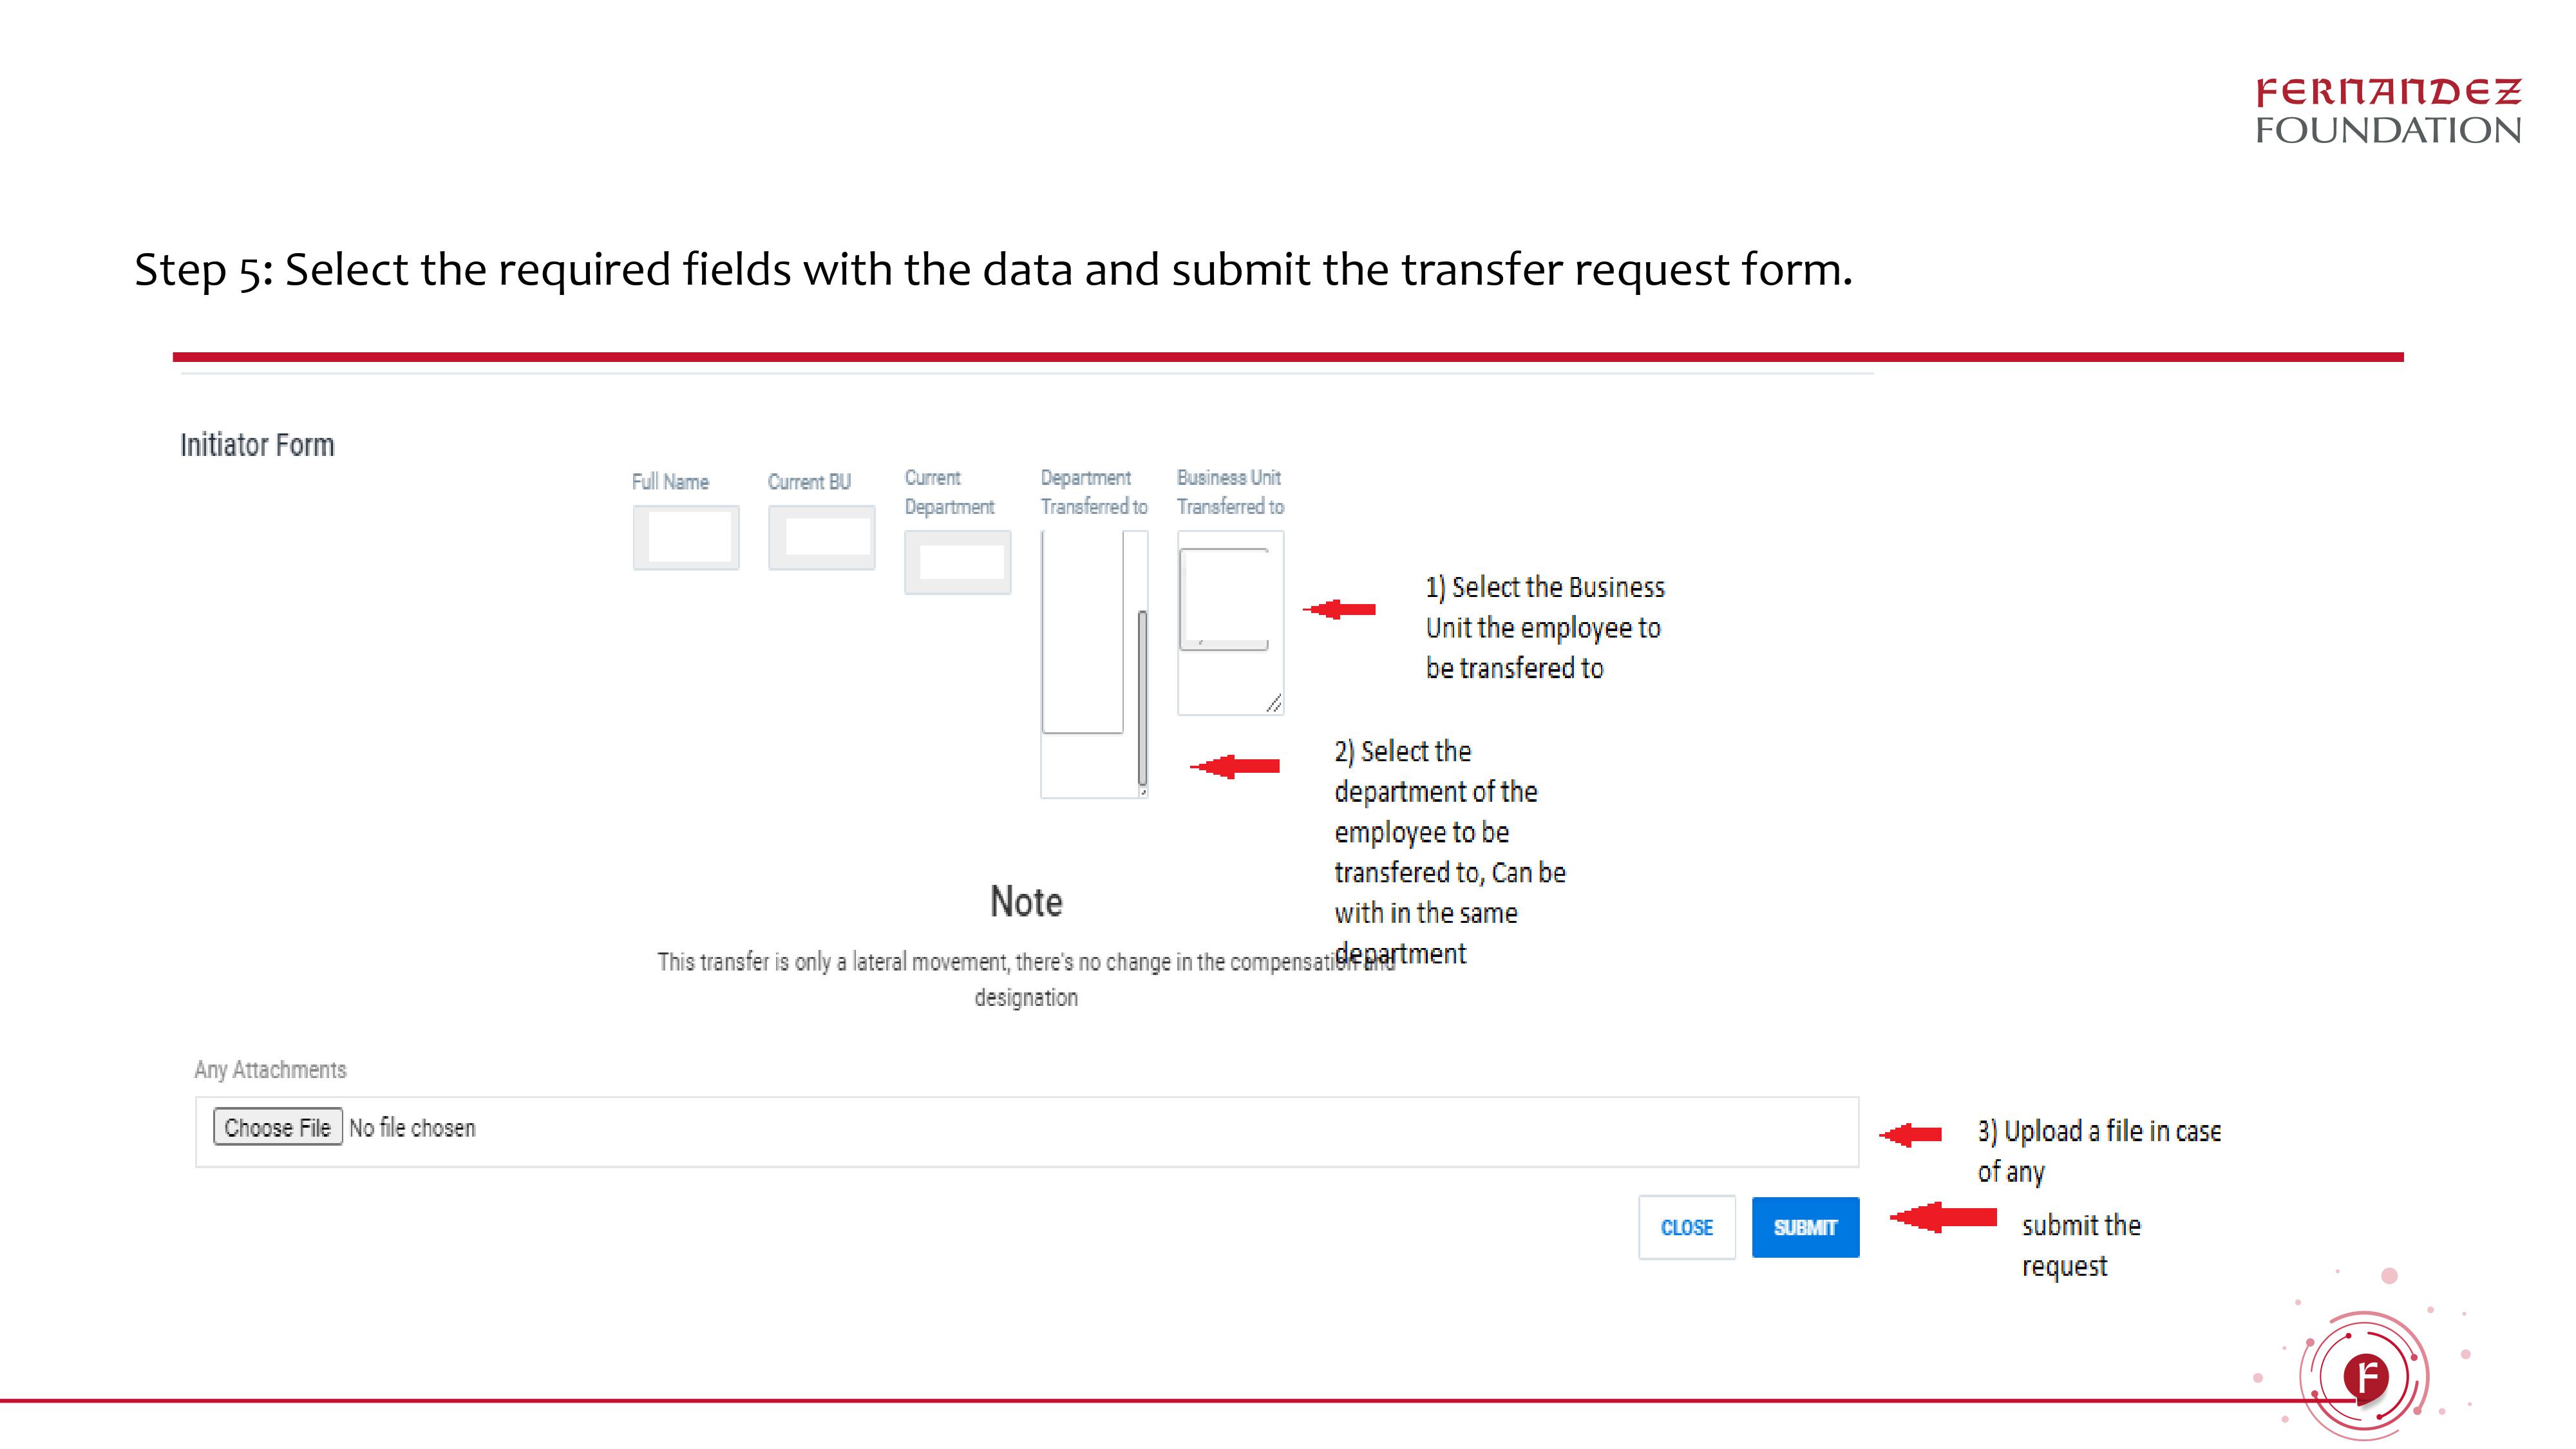 FERNANDEZ
FOUNDATION
Step 5: Select the required fields with the data and submit the transfer request form.
Initiator Form
Full Name
Current BU
Current
Department
Department
Transferred to
Business Unit
Transferred to
1) Select the Business
Unit the employee to
be transfered to
2) Select the
department of the
employee to be
transfered to, Can be
with in the same
department
Note
This transfer is only a lateral movement, there's no change in the compensation and
designation
Any Attachments
Choose File No file chosen
3) Upload a file in case
of any
CLOSE
SUBMIT
submit the
request
F